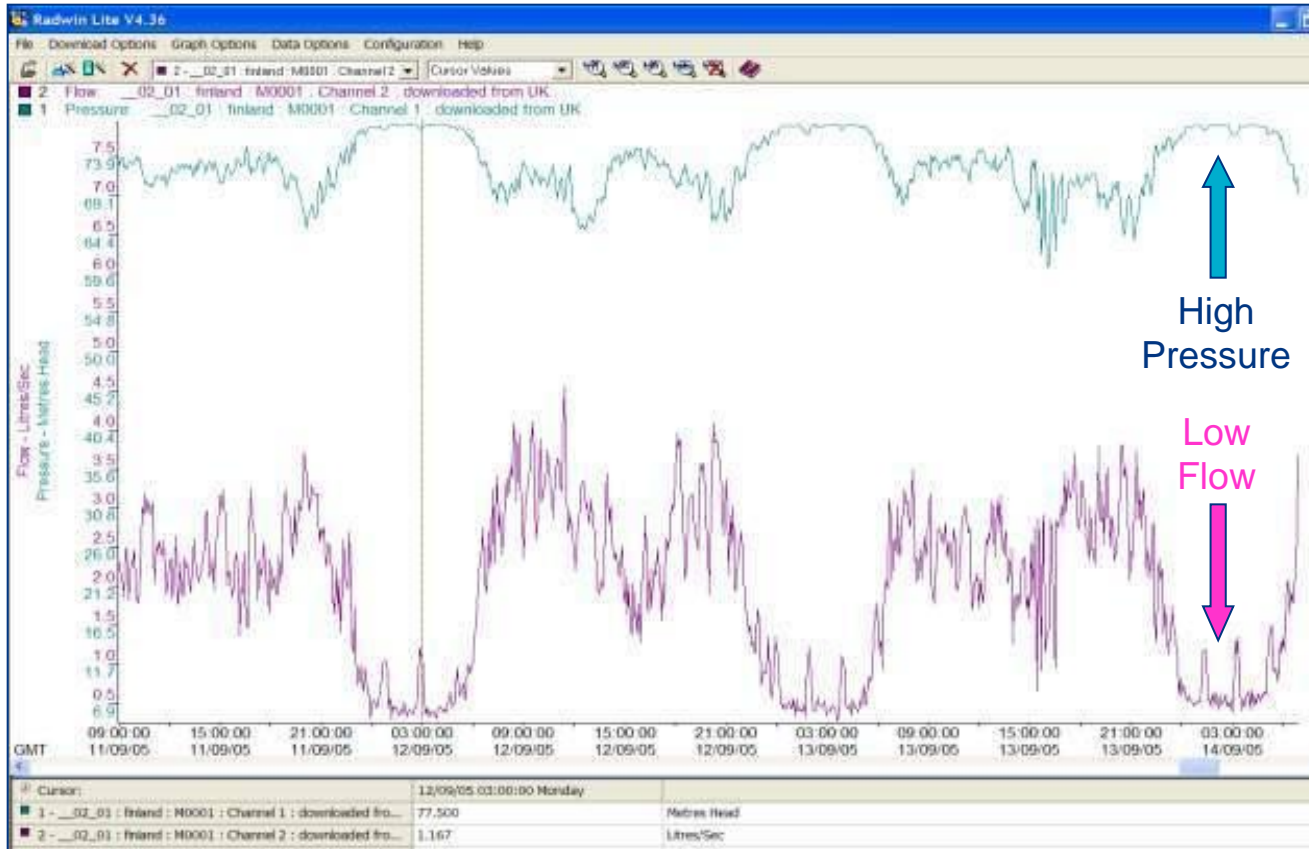 Radwin Lite V4.36
File Download Options Graph Options Data Options Configuration Help
2 - __02_01 : finland : M0001 : Channel 2 Cursor Values
2 Flow: __02_01 : finland : M0001 : Channel 2 : downloaded from UK
1 Pressure: __02_01 : finland : M0001 : Channel 1 : downloaded from UK
7.5
73.9
7.0
69.1
6.5
64.4
6.0
59.6
5.5
54.8
5.0
50.0
4.5
45.2
4.0
40.4
3.5
35.6
3.0
30.8
2.5
26.0
2.0
21.2
1.5
16.5
1.0
11.7
0.5
6.9
Flow - Litres/Sec
Pressure - Metres Head
High
Pressure
Low
Flow
09:00:00 15:00:00 21:00:00 03:00:00 09:00:00 15:00:00 21:00:00 03:00:00 09:00:00 15:00:00 21:00:00 03:00:00
GMT 11/09/05 11/09/05 11/09/05 12/09/05 12/09/05 12/09/05 12/09/05 13/09/05 13/09/05 13/09/05 13/09/05 14/09/05
Cursor: 12/09/05 03:00:00 Monday
1 - __02_01 : finland : M0001 : Channel 1 : downloaded fro... 77.500 Metres Head
2 - __02_01 : finland : M0001 : Channel 2 : downloaded fro... 1.167 Litres/Sec